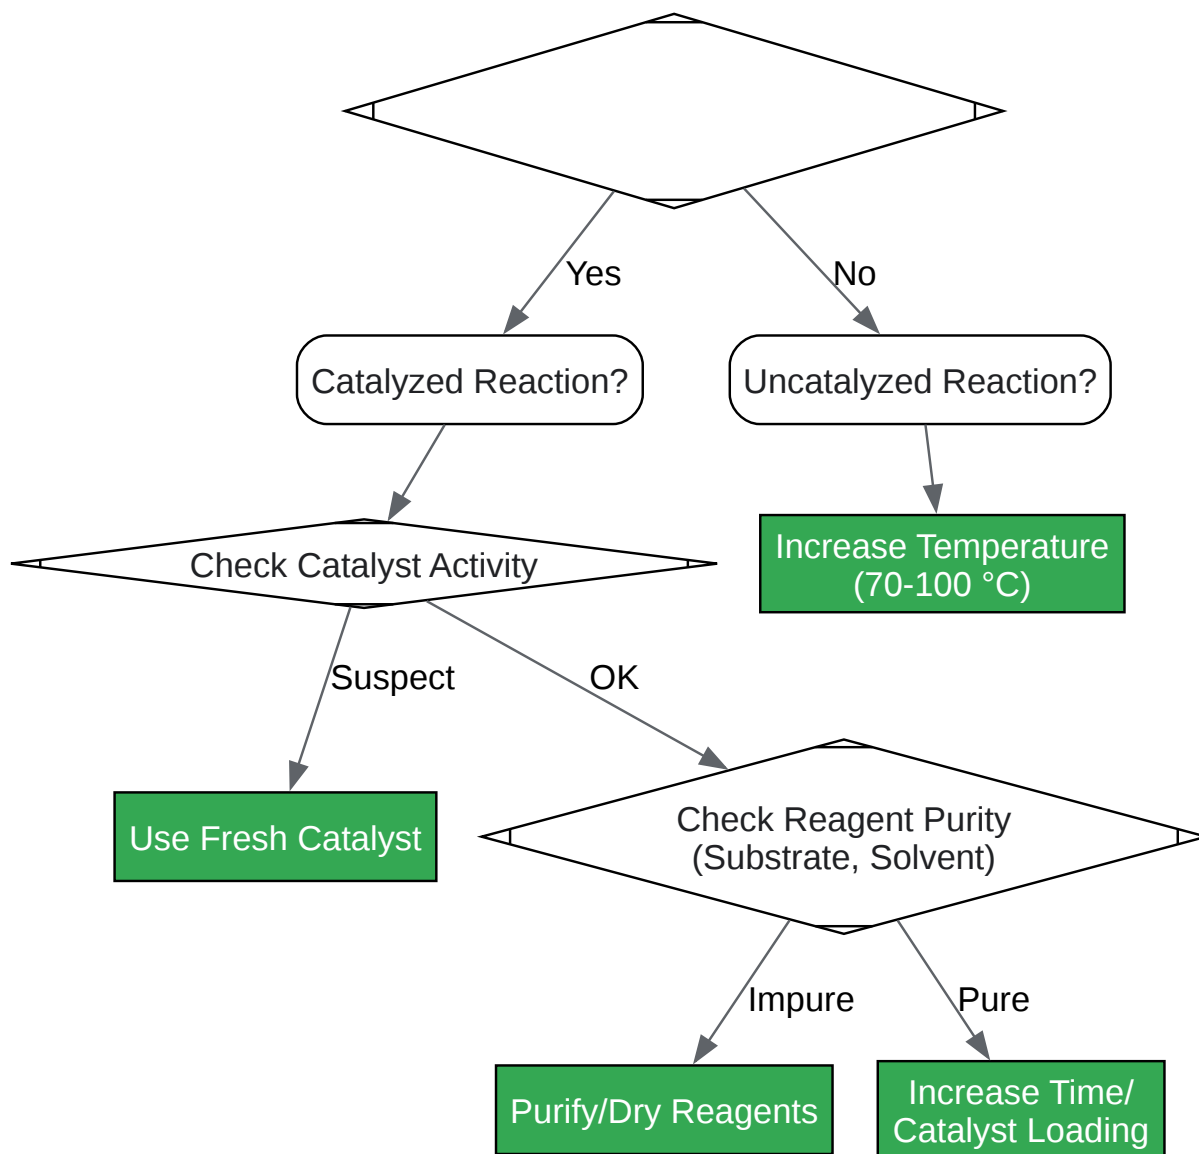 Yes
No
Catalyzed Reaction?
Uncatalyzed Reaction?
Check Catalyst Activity
Increase Temperature
(70-100 °C)
Suspect
OK
Use Fresh Catalyst
Check Reagent Purity
(Substrate, Solvent)
Impure
Pure
Purify/Dry Reagents
Increase Time/
Catalyst Loading